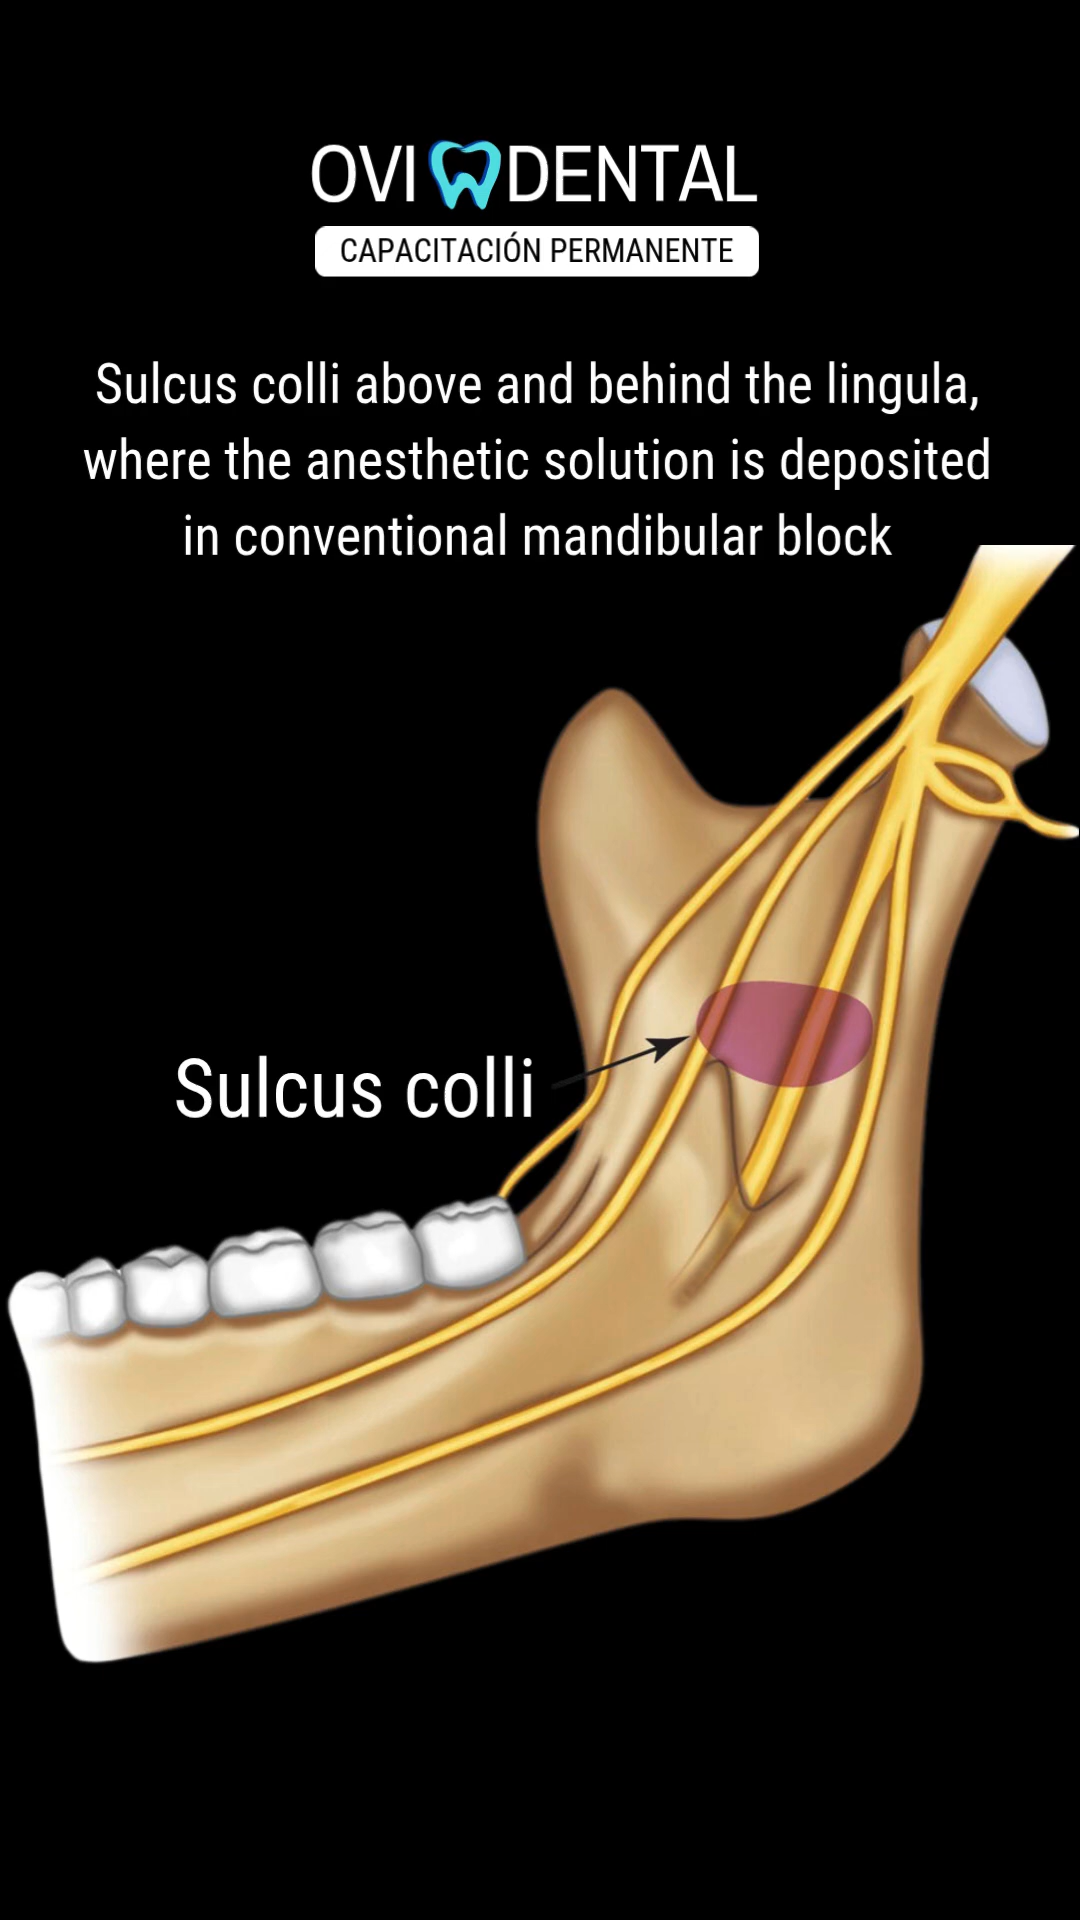 OVI DENTAL
CAPACITACIÓN PERMANENTE
Sulcus colli above and behind the lingula,
where the anesthetic solution is deposited
in conventional mandibular block
Sulcus colli